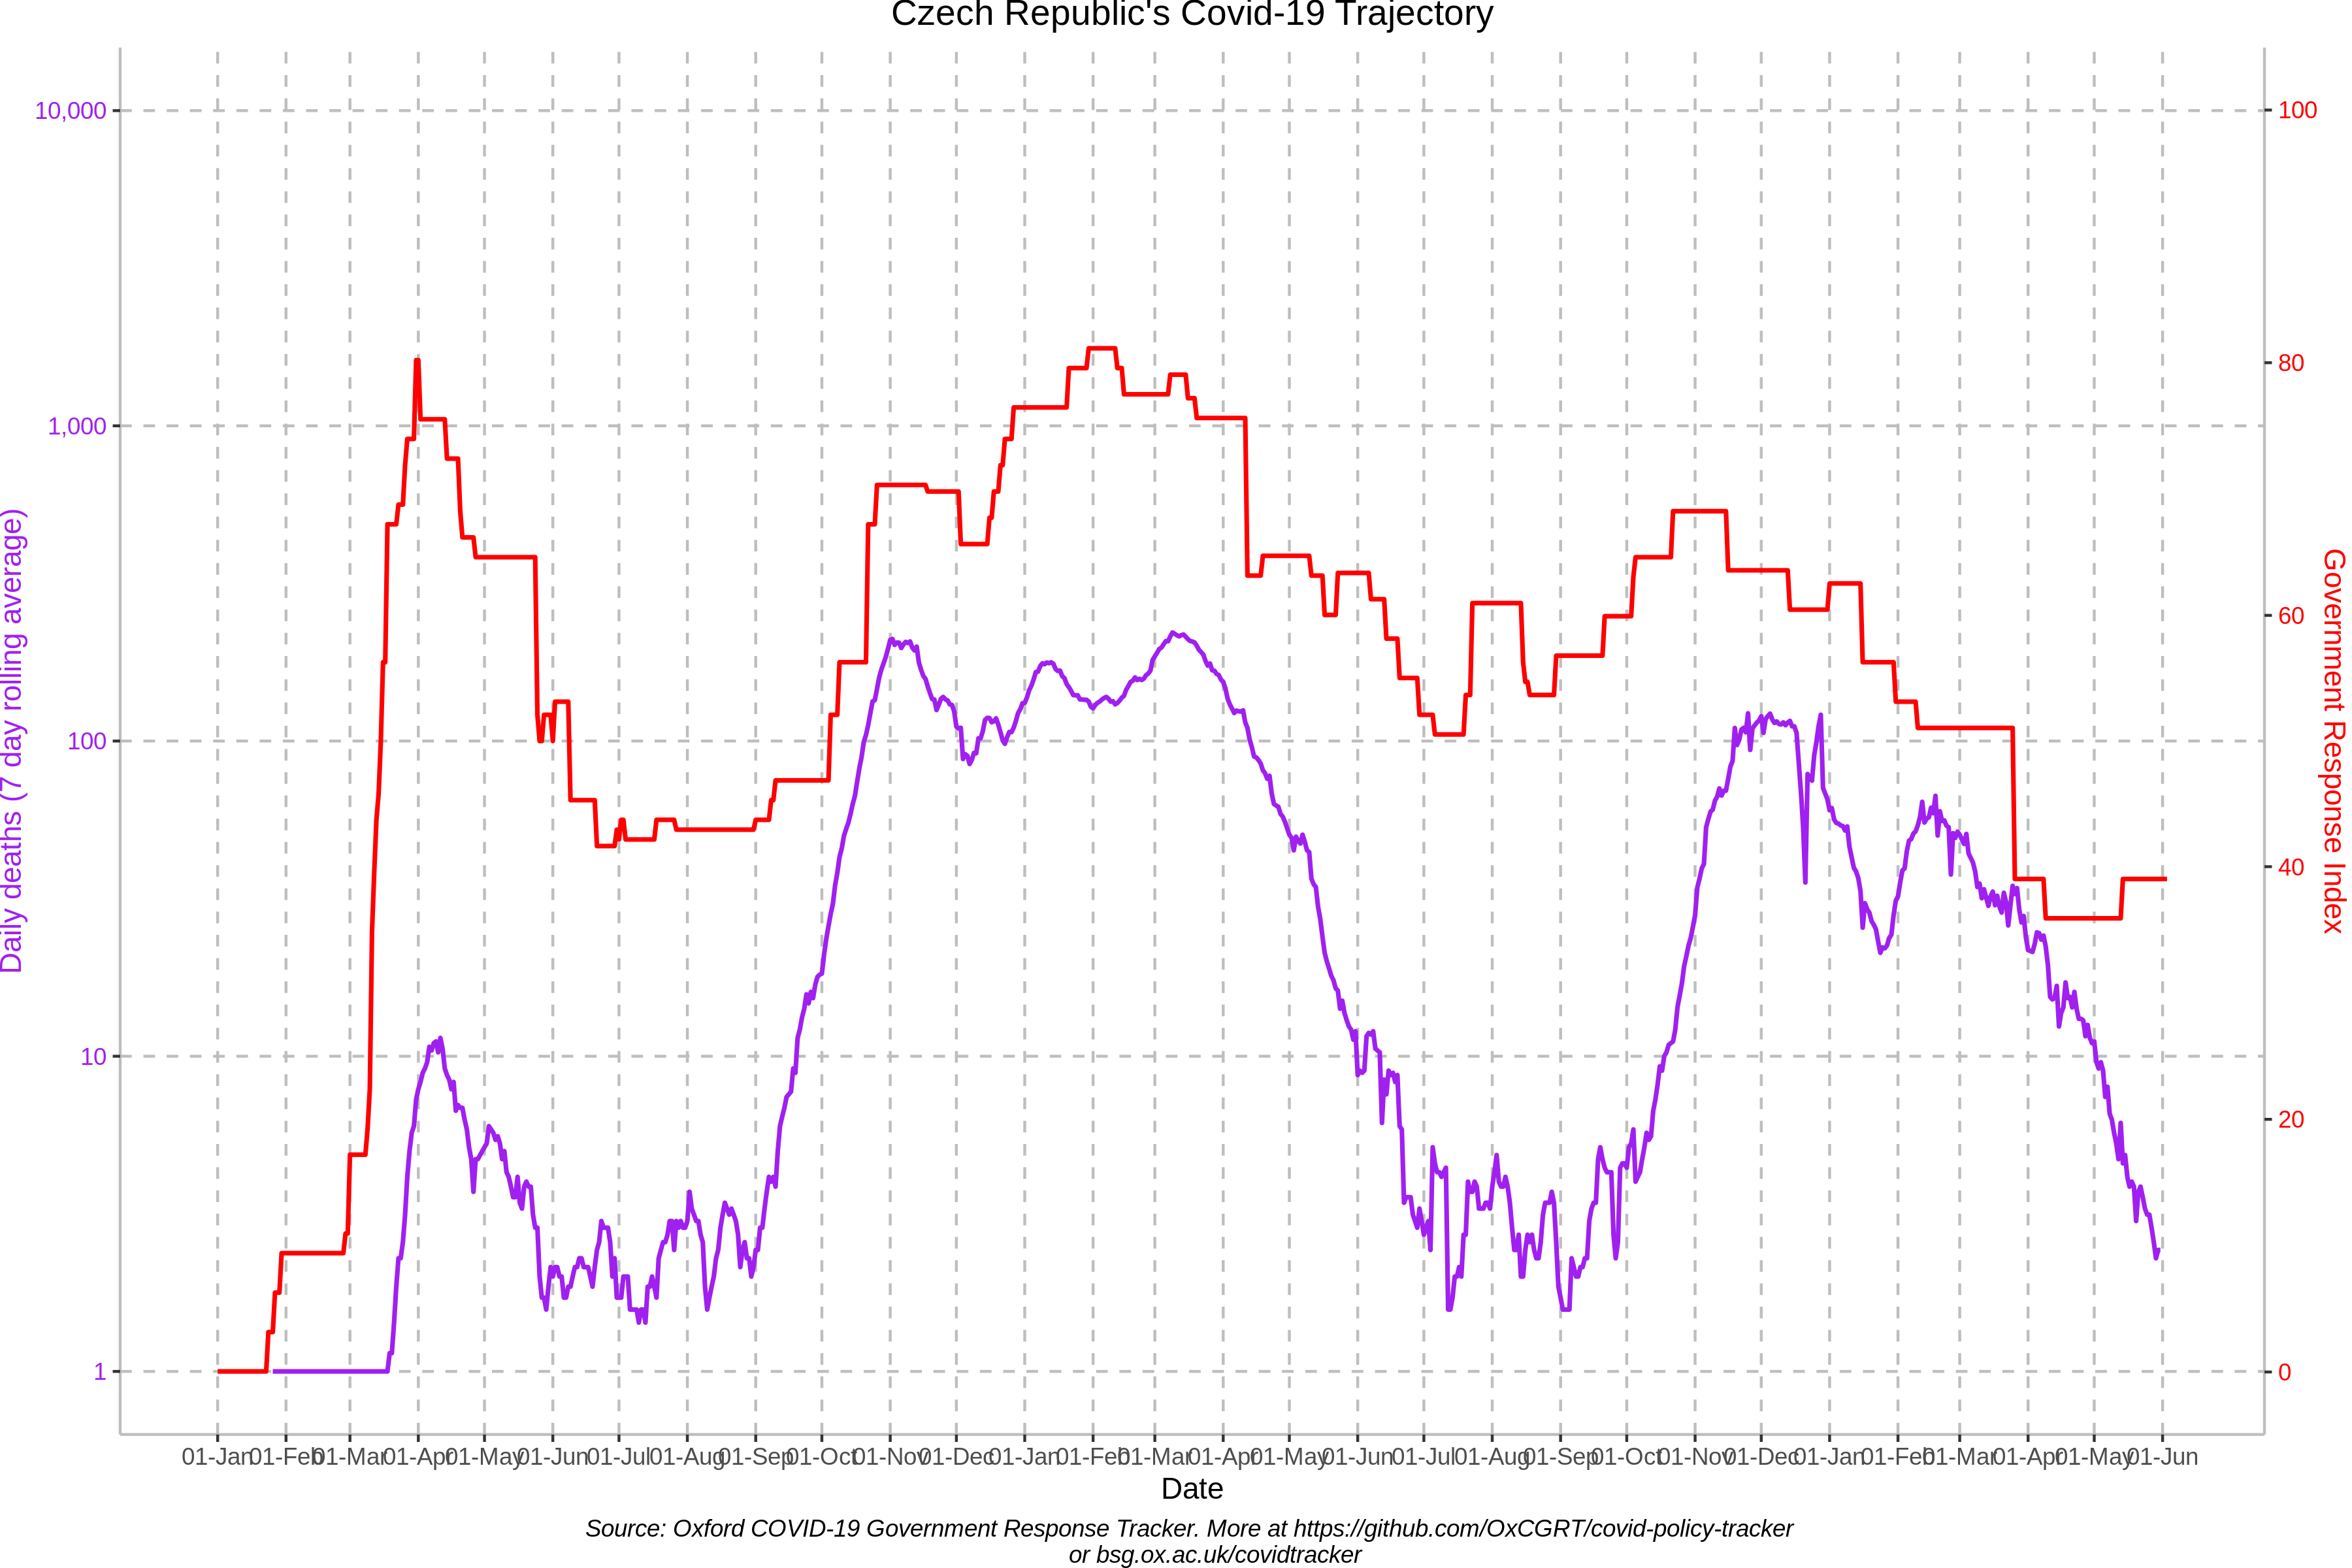 Czech Republic's Covid-19 Trajectory
10,000
1,000
100
10
1
Daily deaths (7 day rolling average)
100
80
60
40
20
0
Government Response Index
01-Jan 01-Feb 01-Mar 01-Apr 01-May 01-Jun 01-Jul 01-Aug 01-Sep 01-Oct 01-Nov 01-Dec 01-Jan 01-Feb 01-Mar 01-Apr 01-May 01-Jun 01-Jul 01-Aug 01-Sep 01-Oct 01-Nov 01-Dec 01-Jan 01-Feb 01-Mar 01-Apr 01-May 01-Jun
Date
Source: Oxford COVID-19 Government Response Tracker. More at https://github.com/OxCGRT/covid-policy-tracker
or bsg.ox.ac.uk/covidtracker